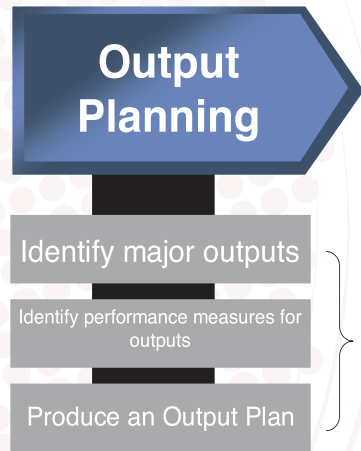 Output
Planning
Identify major outputs
Identify performance measures for
outputs
Produce an Output Plan